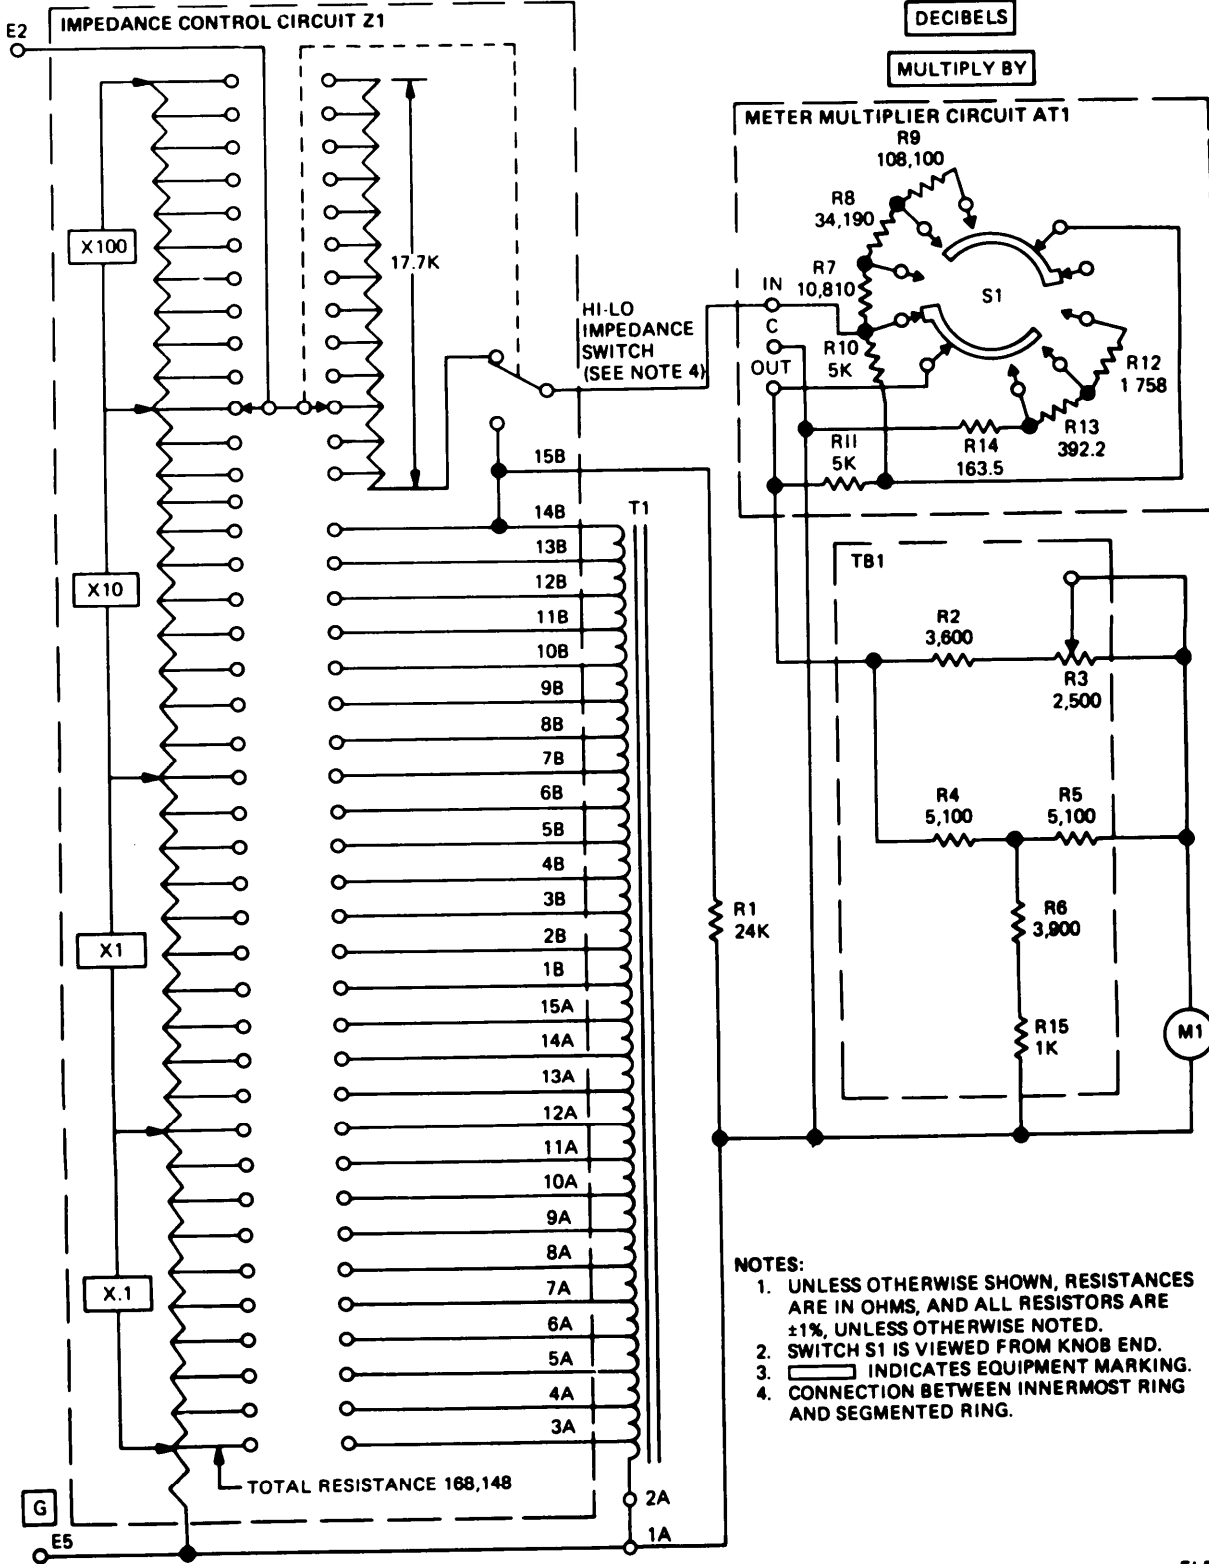 IMPEDANCE CONTROL CIRCUIT Z1
E2
DECIBELS
MULTIPLY BY
X100
X10
X1
X.1
17.7K
HI-LO
IMPEDANCE
SWITCH
(SEE NOTE 4)
METER MULTIPLIER CIRCUIT AT1
R9
108,100
R8
34,190
R7
10,810
IN
C
OUT
S1
R10
5K
R12
1 758
R13
392.2
R14
163.5
R11
5K
15B
14B
13B
12B
11B
10B
9B
8B
7B
6B
5B
4B
3B
2B
1B
15A
14A
13A
12A
11A
10A
9A
8A
7A
6A
5A
4A
3A
2A
1A
T1
R1
24K
TB1
R2
3,600
R3
2,500
R4
5,100
R5
5,100
R6
3,900
R15
1K
M1
TOTAL RESISTANCE 168,148
G
E5
NOTES:
1. UNLESS OTHERWISE SHOWN, RESISTANCES
ARE IN OHMS, AND ALL RESISTORS ARE
±1%, UNLESS OTHERWISE NOTED.
2. SWITCH S1 IS VIEWED FROM KNOB END.
3. INDICATES EQUIPMENT MARKING.
4. CONNECTION BETWEEN INNERMOST RING
AND SEGMENTED RING.